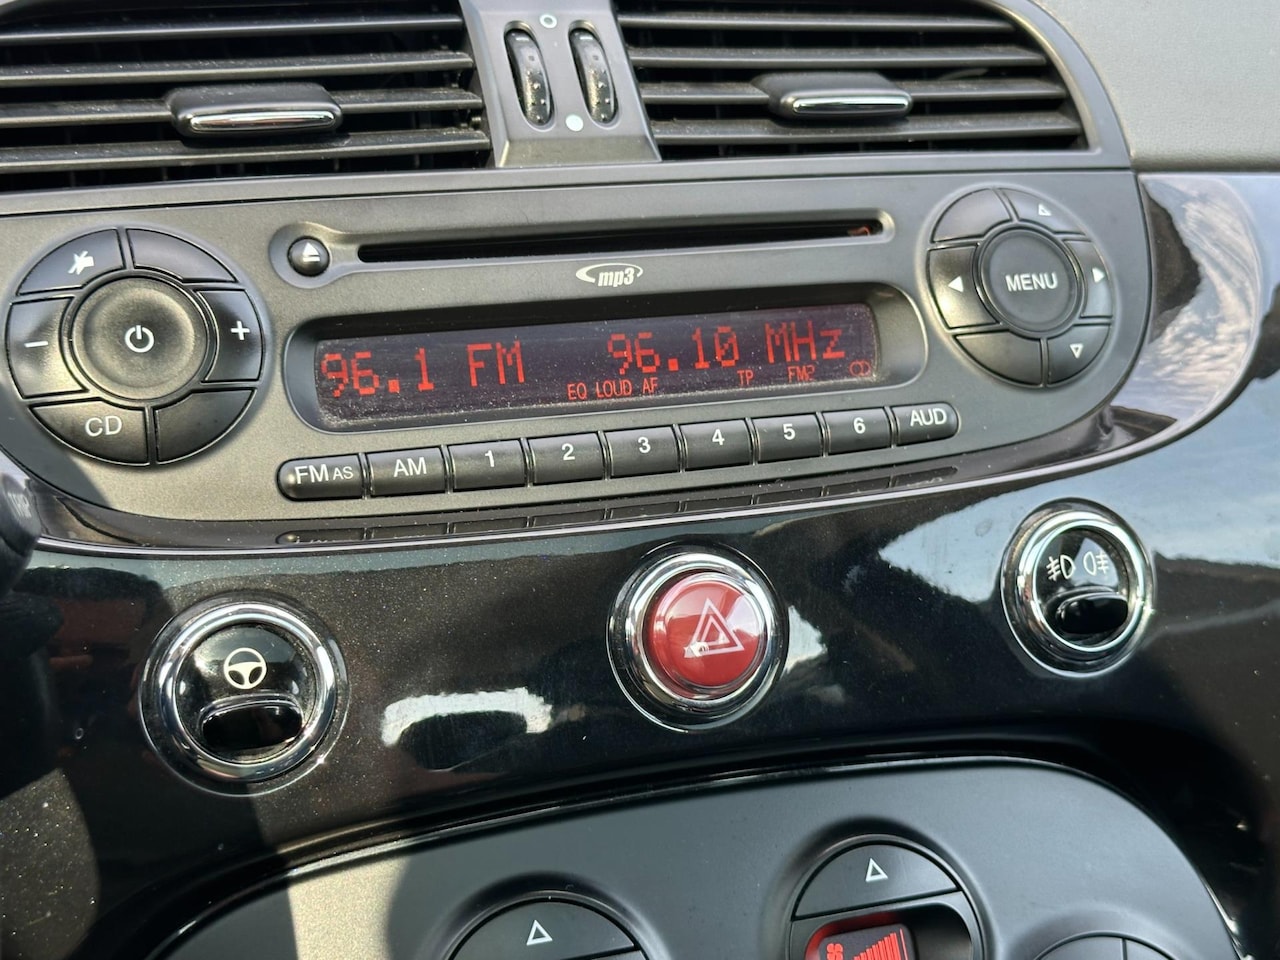 mp3
96.1 FM 96.10 MHz
EQ LOUD AF TP FM2 CD
CD
MENU
FM AS AM 1 2 3 4 5 6 AUD
TRIP